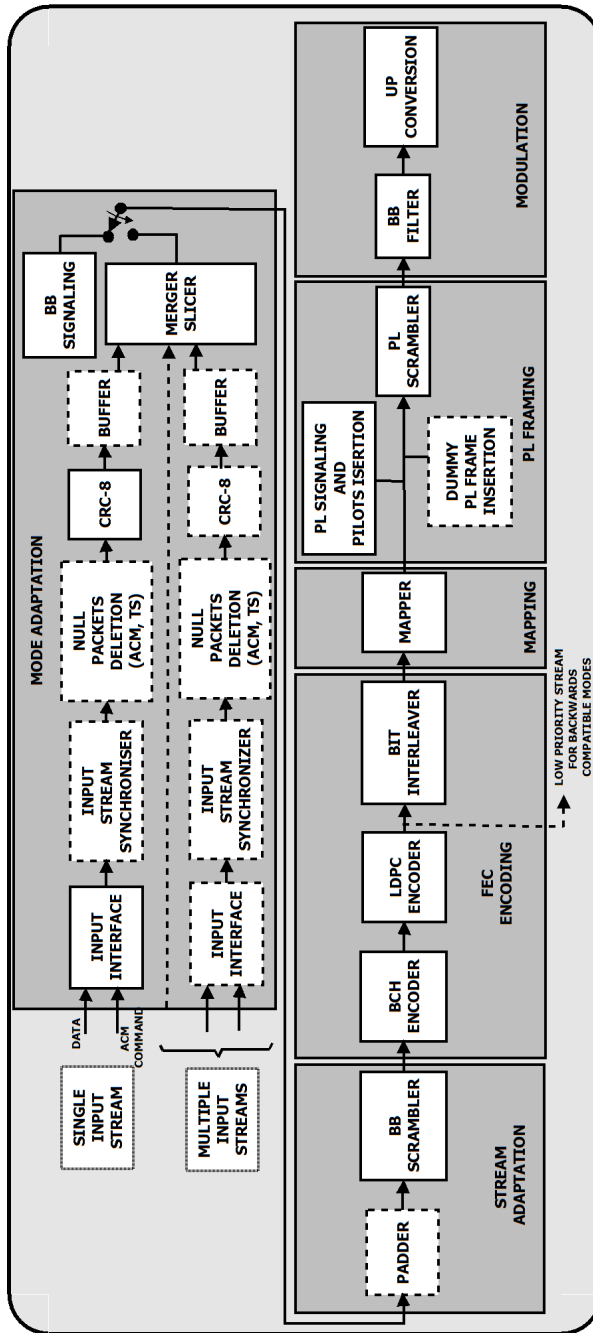 MODE ADAPTATION
SINGLE
INPUT
STREAM
DATA
ACM
COMMAND
INPUT
INTERFACE
INPUT
STREAM
SYNCHRONISER
NULL
PACKETS
DELETION
(ACM, TS)
CRC-8
BUFFER
BB
SIGNALING
MERGER
SLICER
MULTIPLE
INPUT
STREAMS
INPUT
INTERFACE
INPUT
STREAM
SYNCHRONIZER
NULL
PACKETS
DELETION
(ACM, TS)
CRC-8
BUFFER
PADDER
BB
SCRAMBLER
STREAM
ADAPTATION
BCH
ENCODER
LDPC
ENCODER
BIT
INTERLEAVER
FEC
ENCODING
LOW PRIORITY STREAM
FOR BACKWARDS
COMPATIBLE MODES
MAPPER
MAPPING
PL SIGNALING
AND
PILOTS ISERTION
DUMMY
PL FRAME
INSERTION
PL
SCRAMBLER
PL FRAMING
BB
FILTER
UP
CONVERSION
MODULATION